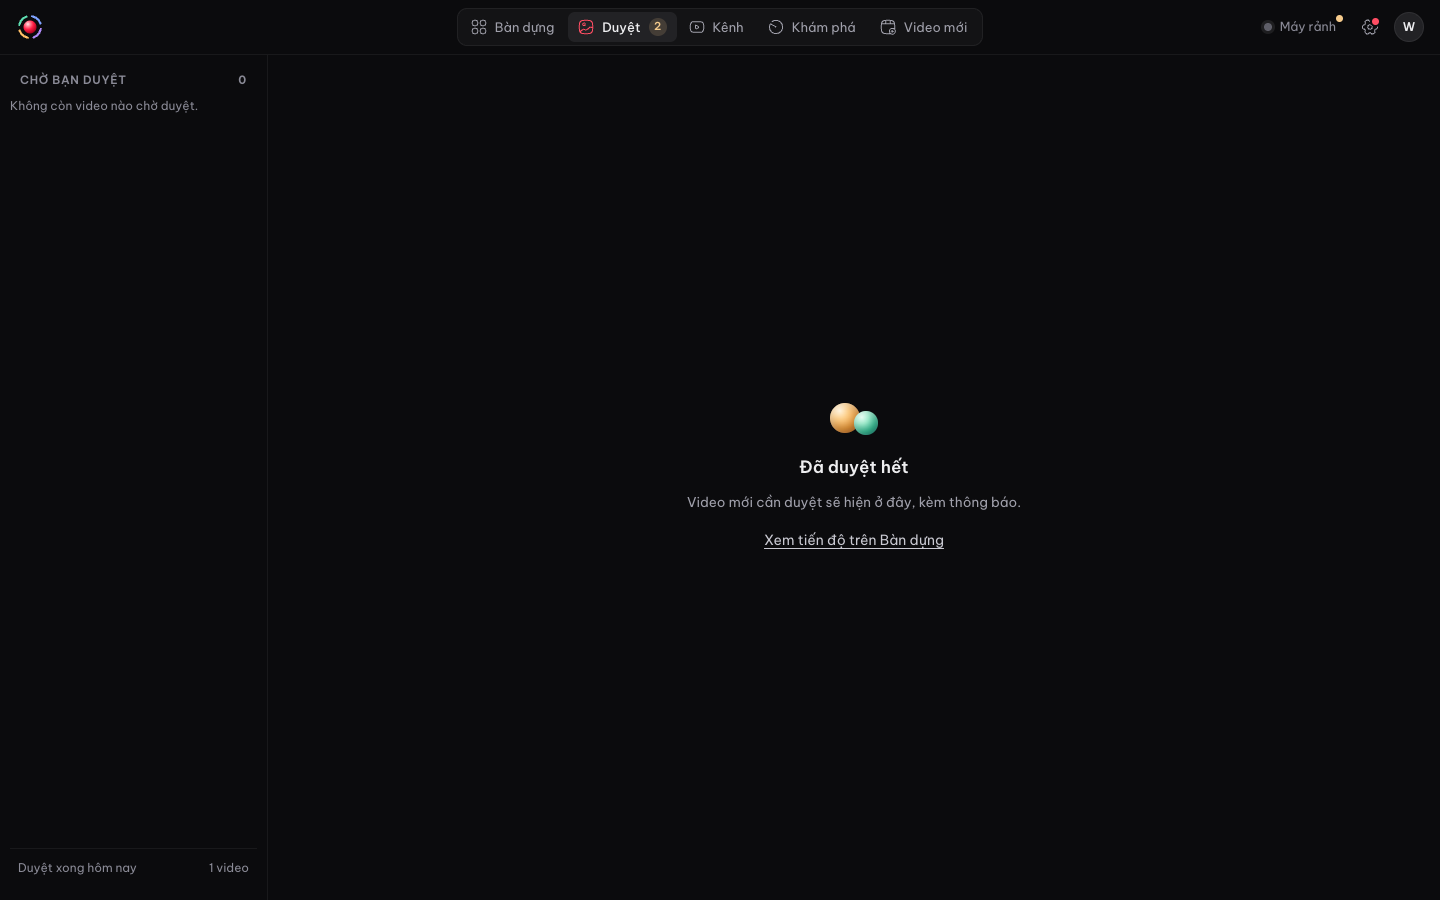 Bàn dựng
Duyệt 2
Kênh
Khám phá
Video mới
Máy rảnh
W
CHỜ BẠN DUYỆT 0
Không còn video nào chờ duyệt.
Đã duyệt hết
Video mới cần duyệt sẽ hiện ở đây, kèm thông báo.
Xem tiến độ trên Bàn dựng
Duyệt xong hôm nay 1 video